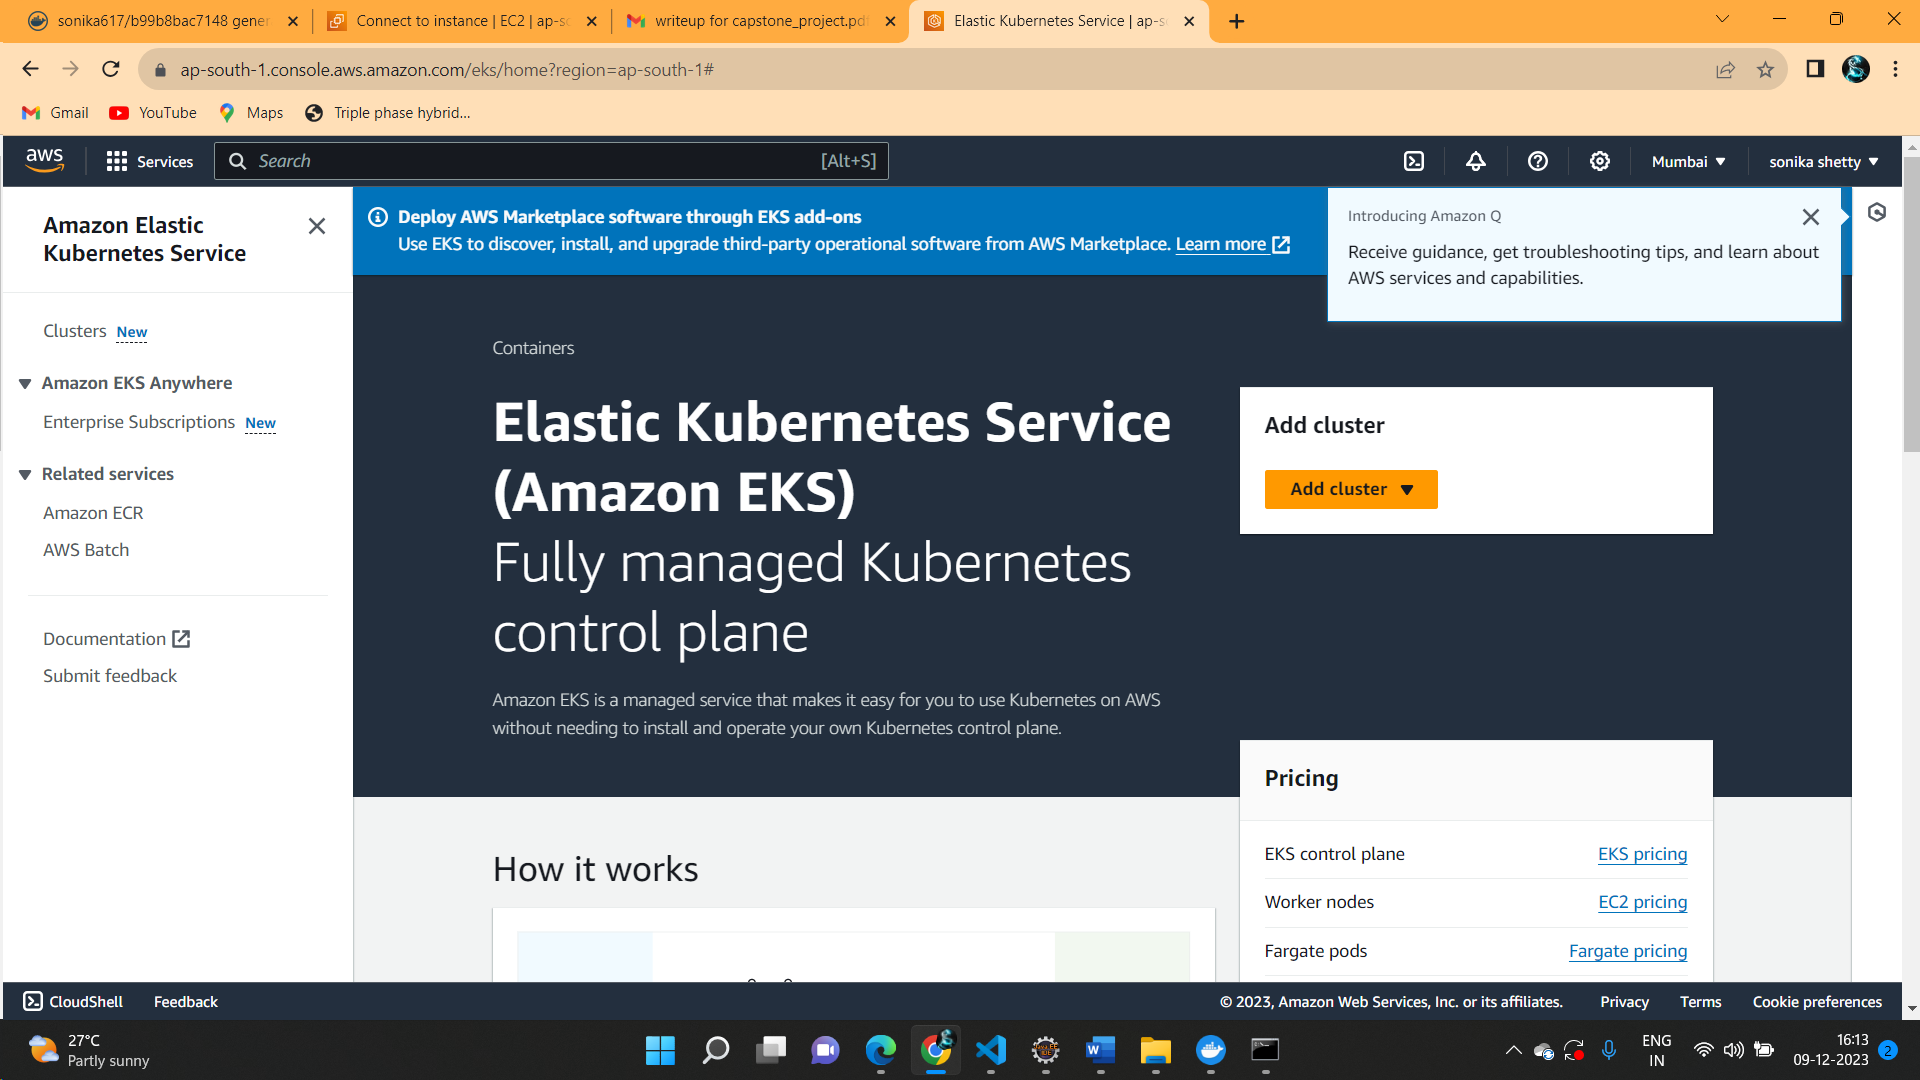 sonika617/b99b8bac7148 gener
Connect to instance | EC2 | ap-so
writeup for capstone_project.pdf
Elastic Kubernetes Service | ap-s
ap-south-1.console.aws.amazon.com/eks/home?region=ap-south-1#
Gmail
YouTube
Maps
Triple phase hybrid...
aws
Services
Search
[Alt+S]
Mumbai
sonika shetty
Amazon Elastic
Kubernetes Service
Clusters New
Amazon EKS Anywhere
Enterprise Subscriptions New
Related services
Amazon ECR
AWS Batch
Documentation
Submit feedback
Deploy AWS Marketplace software through EKS add-ons
Use EKS to discover, install, and upgrade third-party operational software from AWS Marketplace. Learn more
Introducing Amazon Q
Receive guidance, get troubleshooting tips, and learn about
AWS services and capabilities.
Containers
Elastic Kubernetes Service
(Amazon EKS)
Fully managed Kubernetes
control plane
Amazon EKS is a managed service that makes it easy for you to use Kubernetes on AWS
without needing to install and operate your own Kubernetes control plane.
Add cluster
Add cluster
Pricing
EKS control plane
EKS pricing
Worker nodes
EC2 pricing
Fargate pods
Fargate pricing
How it works
CloudShell
Feedback
© 2023, Amazon Web Services, Inc. or its affiliates.
Privacy
Terms
Cookie preferences
27°C
Partly sunny
ENG
IN
16:13
09-12-2023
2